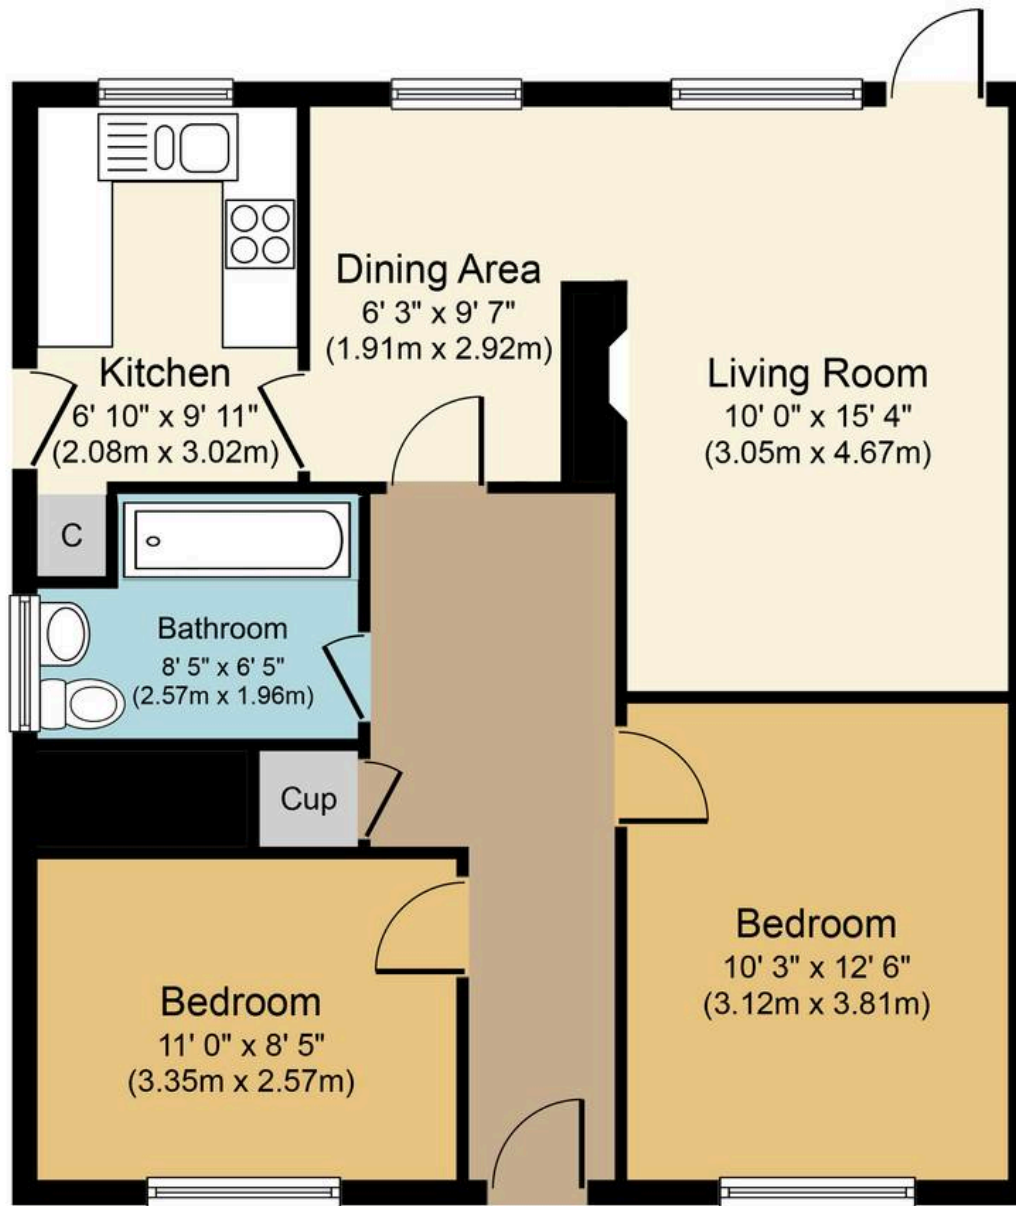 Dining Area
6' 3" x 9' 7"
(1.91m x 2.92m)
Kitchen
6' 10" x 9' 11"
(2.08m x 3.02m)
Living Room
10' 0" x 15' 4"
(3.05m x 4.67m)
C
Bathroom
8' 5" x 6' 5"
(2.57m x 1.96m)
Cup
Bedroom
10' 3" x 12' 6"
(3.12m x 3.81m)
Bedroom
11' 0" x 8' 5"
(3.35m x 2.57m)